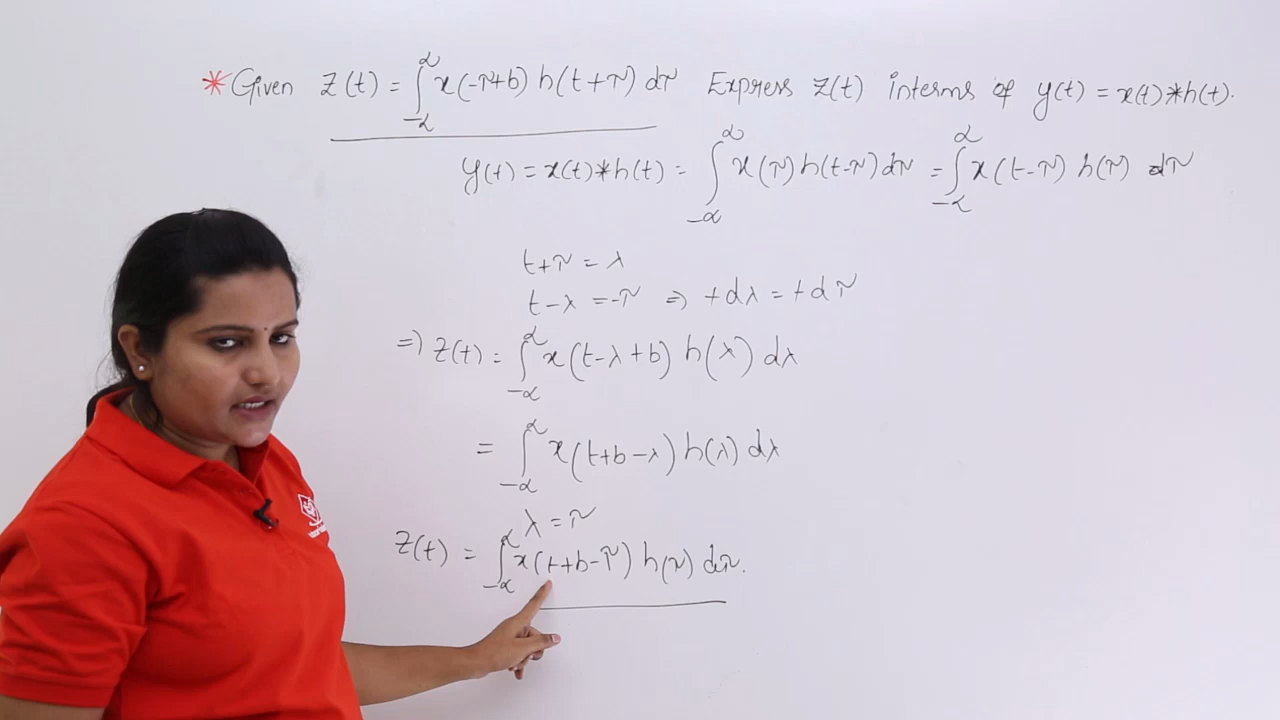 * Given z(t) = ∫_{-α}^{α} x(-τ+b) h(t+τ) dτ Express z(t) interms of y(t) = x(t)*h(t).
y(t) = x(t)*h(t) = ∫_{-α}^{α} x(τ) h(t-τ) dτ = ∫_{-α}^{α} x(t-τ) h(τ) dτ
t+τ = λ
t-λ = -τ ⇒ +dλ = +dτ
⇒ z(t) = ∫_{-α}^{α} x(t-λ+b) h(λ) dλ
= ∫_{-α}^{α} x(t+b-λ) h(λ) dλ
λ = τ
z(t) = ∫_{-α}^{α} x(t+b-τ) h(τ) dτ.